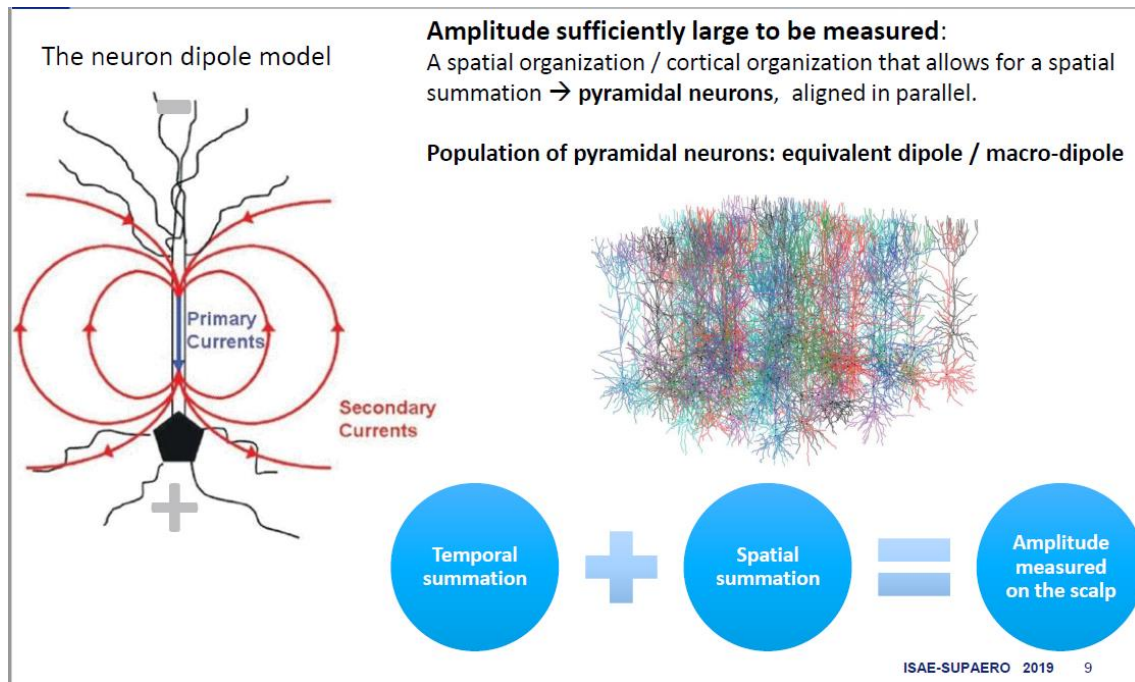 The neuron dipole model
Primary
Currents
Secondary
Currents
Amplitude sufficiently large to be measured:
A spatial organization / cortical organization that allows for a spatial
summation → pyramidal neurons, aligned in parallel.
Population of pyramidal neurons: equivalent dipole / macro-dipole
Temporal
summation
Spatial
summation
Amplitude
measured
on the scalp
ISAE-SUPAERO 2019 9